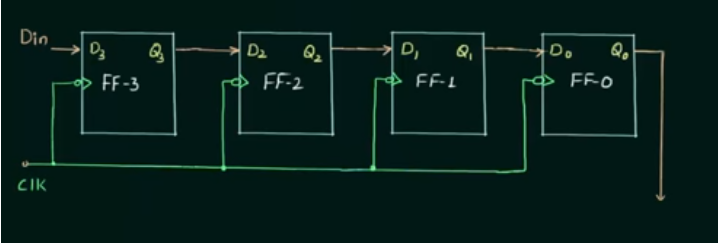 Din
D₃ Q₃ D₂ Q₂ D₁ Q₁ D₀ Q₀
FF-3 FF-2 FF-1 FF-0
Clk